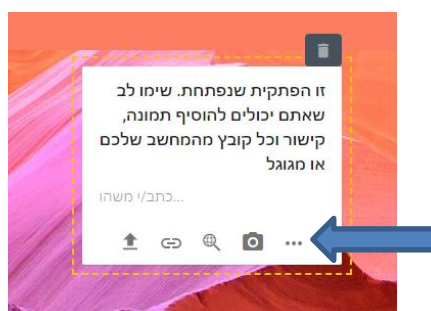 זו הפתקית שנפתחת. שימו לב
שאתם יכולים להוסיף תמונה,
קישור וכל קובץ מהמחשב שלכם
או מגוגל
כתב/י משהו...